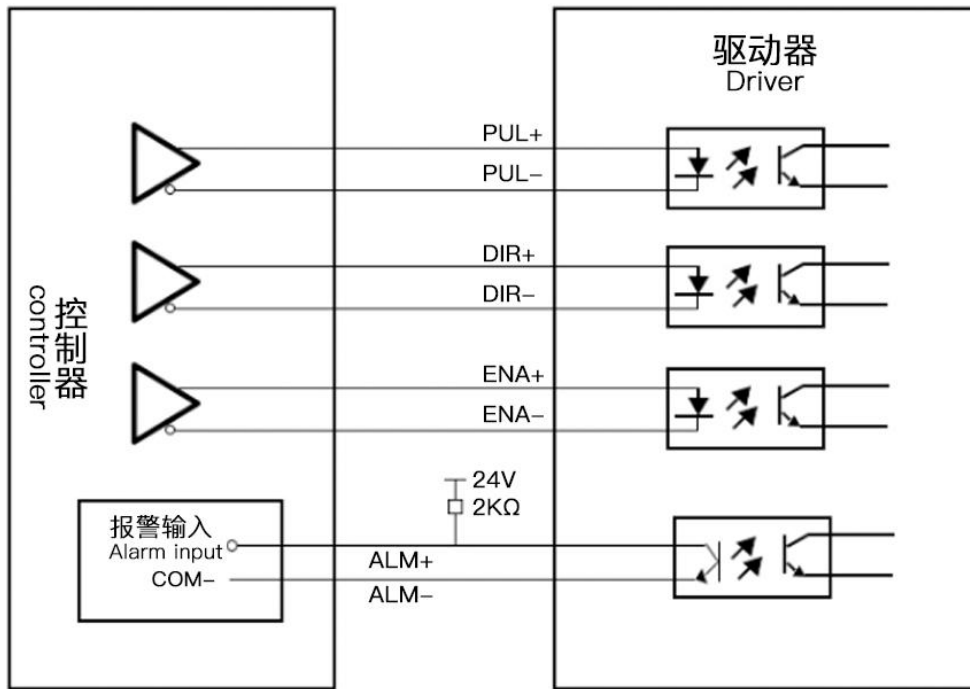 驱动器
Driver
PUL+
PUL−
DIR+
DIR−
控制器
controller
ENA+
ENA−
24V
2KΩ
报警输入
Alarm input
COM−
ALM+
ALM−